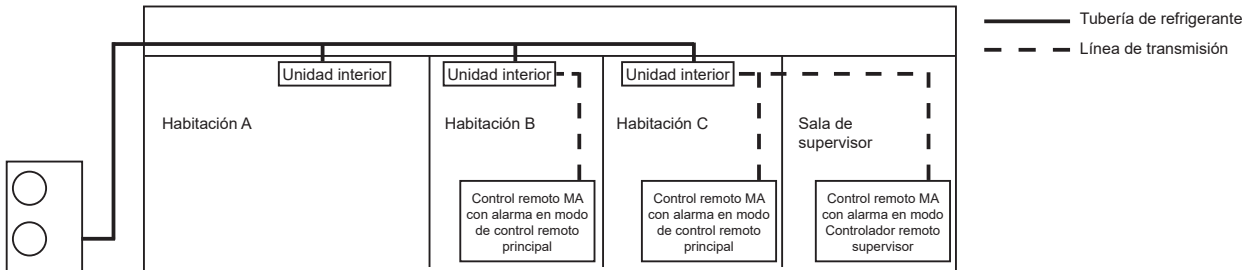 Tubería de refrigerante
Línea de transmisión
Unidad interior
Unidad interior
Unidad interior
Habitación A
Habitación B
Habitación C
Sala de
supervisor
Control remoto MA
con alarma en modo
de control remoto
principal
Control remoto MA
con alarma en modo
de control remoto
principal
Control remoto MA
con alarma en modo
Controlador remoto
supervisor